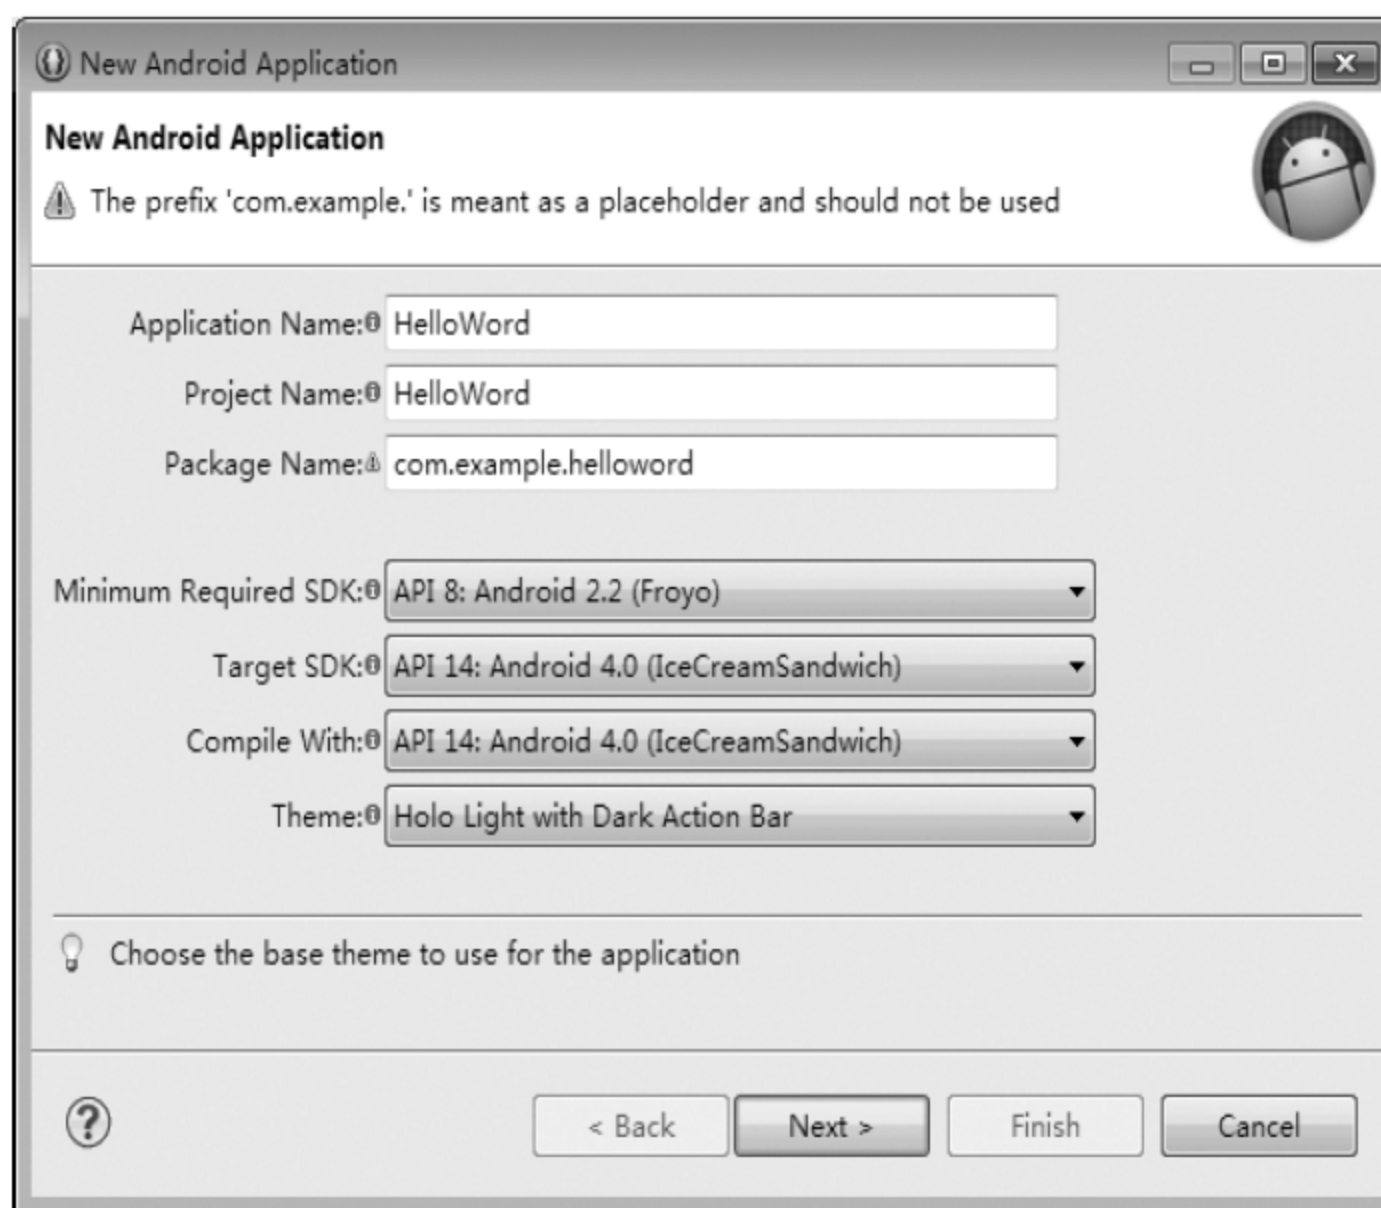 New Android Application
New Android Application
The prefix 'com.example.' is meant as a placeholder and should not be used
Application Name: HelloWord
Project Name: HelloWord
Package Name: com.example.helloword
Minimum Required SDK: API 8: Android 2.2 (Froyo)
Target SDK: API 14: Android 4.0 (IceCreamSandwich)
Compile With: API 14: Android 4.0 (IceCreamSandwich)
Theme: Holo Light with Dark Action Bar
Choose the base theme to use for the application
? < Back Next > Finish Cancel